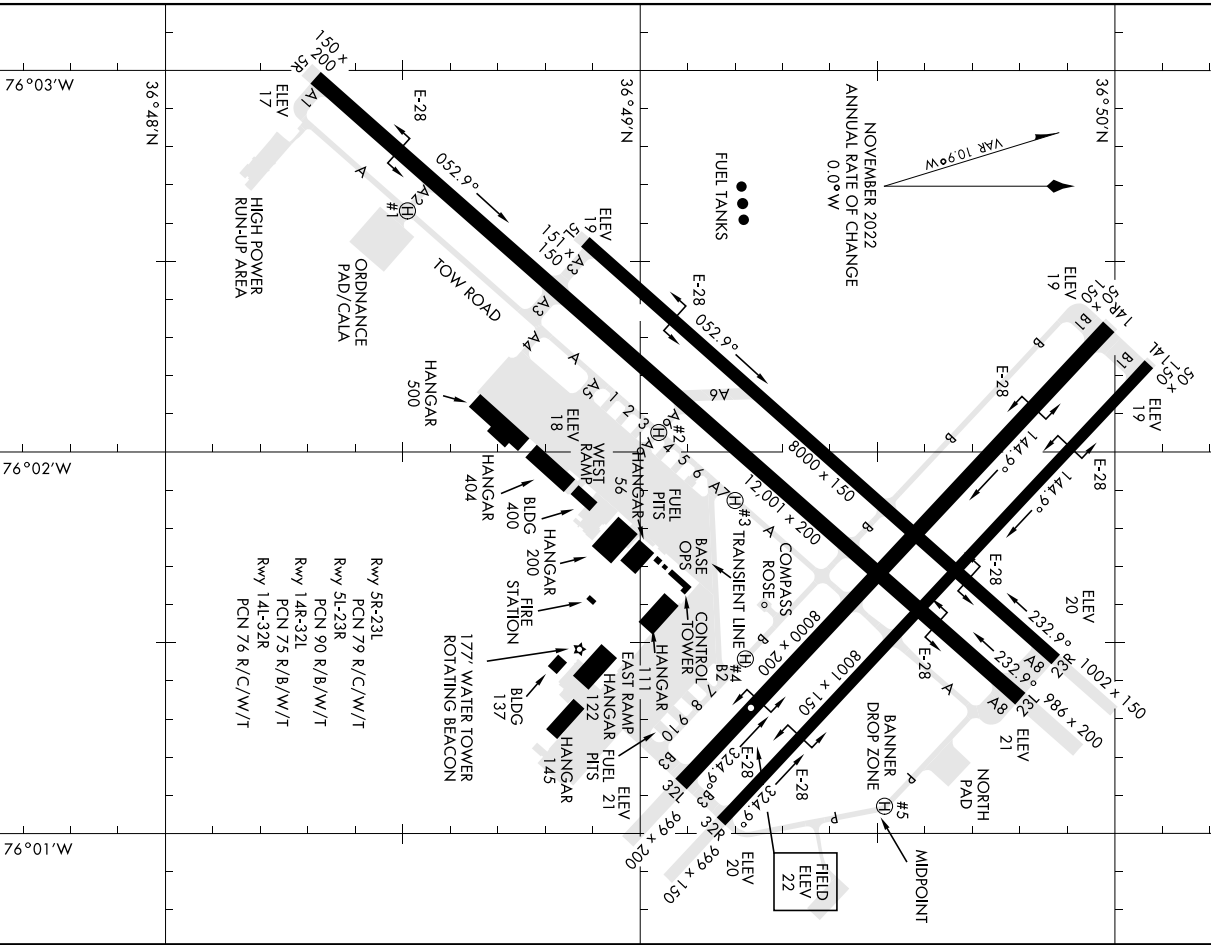 150 x
200
5R
A1
ELEV
17
76°03'W
36°48'N
36°49'N
36°50'N
E-28
A
A2
#1
H
052.9°
HIGH POWER
RUN-UP AREA
ORDNANCE
PAD/CALA
TOW ROAD
FUEL TANKS
NOVEMBER 2022
ANNUAL RATE OF CHANGE
0.0°W
VAR 10.9°W
ELEV
19
5L
151 x
150
A3
A3
A4
A
A5
1
2
3
A6
#2
H
A
4
5
6
A7
#3
H
A
E-28
052.9°
A6
8000 x 150
12,001 x 200
ELEV
19
14R
50 x
150
B1
B
B
B
E-28
144.9°
14L
50 x
50
B1
ELEV
19
E-28
144.9°
HANGAR
500
76°02'W
HANGAR
404
BLDG
400
ELEV
18
WEST
RAMP
HANGAR
56
FUEL
PITS
HANGAR
200
FIRE
STATION
BASE
OPS
TRANSIENT LINE
COMPASS
ROSE
CONTROL
TOWER
HANGAR
111
B
#4
H
B2
7
8
9
10
8000 x 200
8001 x 150
E-28
E-28
ELEV
20
232.9°
A8
23R
1002 x 150
232.9°
A8
23L
986 x 200
ELEV
21
A
177' WATER TOWER
ROTATING BEACON
BLDG
137
EAST RAMP
HANGAR
122
HANGAR
145
FUEL
PITS
ELEV
21
B3
32L
999 x 200
324.9°
E-28
B3
32R
999 x 150
324.9°
E-28
ELEV
20
FIELD
ELEV
22
BANNER
DROP ZONE
#5
H
P
P
NORTH
PAD
MIDPOINT
76°01'W
Rwy 5R-23L
PCN 79 R/C/W/T
Rwy 5L-23R
PCN 90 R/B/W/T
Rwy 14R-32L
PCN 75 R/B/W/T
Rwy 14L-32R
PCN 76 R/C/W/T